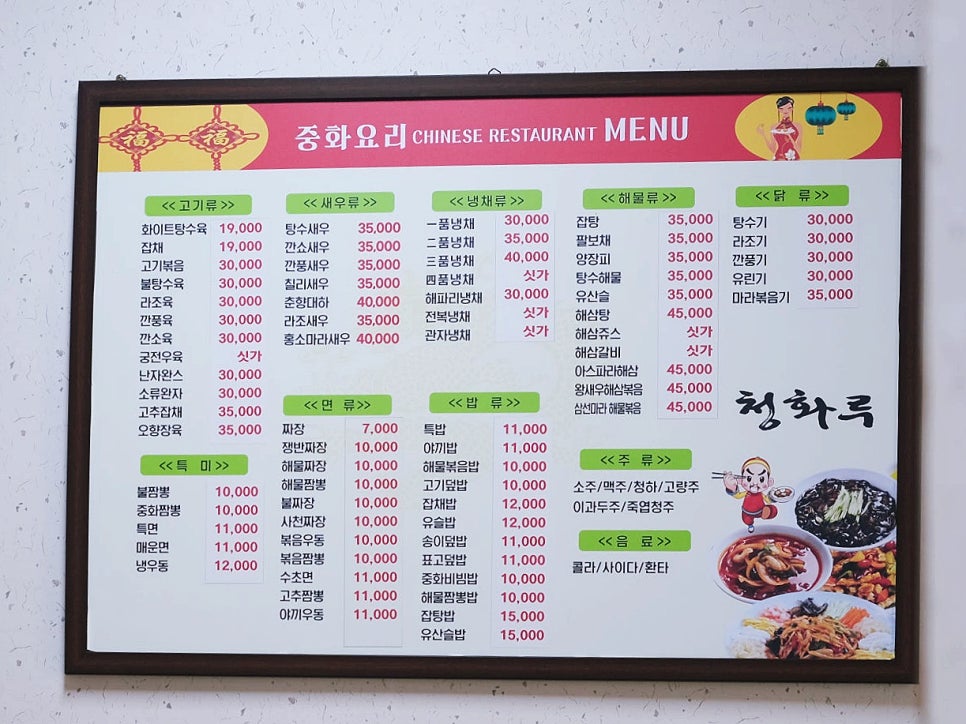 福 福
중화요리 CHINESE RESTAURANT MENU
<<고기류>>
화이트탕수육 19,000
잡채 19,000
고기볶음 30,000
불탕수육 30,000
라조육 30,000
깐풍육 30,000
깐소육 30,000
궁전우육 싯가
난자완스 30,000
소류완자 30,000
고추잡채 35,000
오향장육 35,000
<<특 미>>
불짬뽕 10,000
중화짬뽕 10,000
특면 11,000
매운면 11,000
냉우동 12,000
<<새우류>>
탕수새우 35,000
깐쇼새우 35,000
깐풍새우 35,000
칠리새우 35,000
춘향대하 40,000
라조새우 35,000
홍소마라새우 40,000
<<면 류>>
짜장 7,000
쟁반짜장 10,000
해물짜장 10,000
해물짬뽕 10,000
불짜장 10,000
사천짜장 10,000
볶음우동 10,000
볶음짬뽕 10,000
수초면 11,000
고추짬뽕 11,000
야끼우동 11,000
<<냉채류>>
一품냉채 30,000
二품냉채 35,000
三품냉채 40,000
四품냉채 싯가
해파리냉채 30,000
전복냉채 싯가
관자냉채 싯가
<<밥 류>>
특밥 11,000
야끼밥 11,000
해물볶음밥 10,000
고기덮밥 10,000
잡채밥 12,000
유슬밥 12,000
송이덮밥 11,000
표고덮밥 11,000
중화비빔밥 10,000
해물짬뽕밥 10,000
잡탕밥 15,000
유산슬밥 15,000
<<해물류>>
잡탕 35,000
팔보채 35,000
양장피 35,000
탕수해물 35,000
유산슬 35,000
해삼탕 45,000
해삼쥬스 싯가
해삼갈비 싯가
아스파라해삼 45,000
왕새우해삼볶음 45,000
삼선마라 해물볶음 45,000
<<주 류>>
소주/맥주/청하/고량주
이과두주/죽엽청주
<<음 료>>
콜라/사이다/환타
<<닭 류>>
탕수기 30,000
라조기 30,000
깐풍기 30,000
유린기 30,000
마라볶음기 35,000
청화루